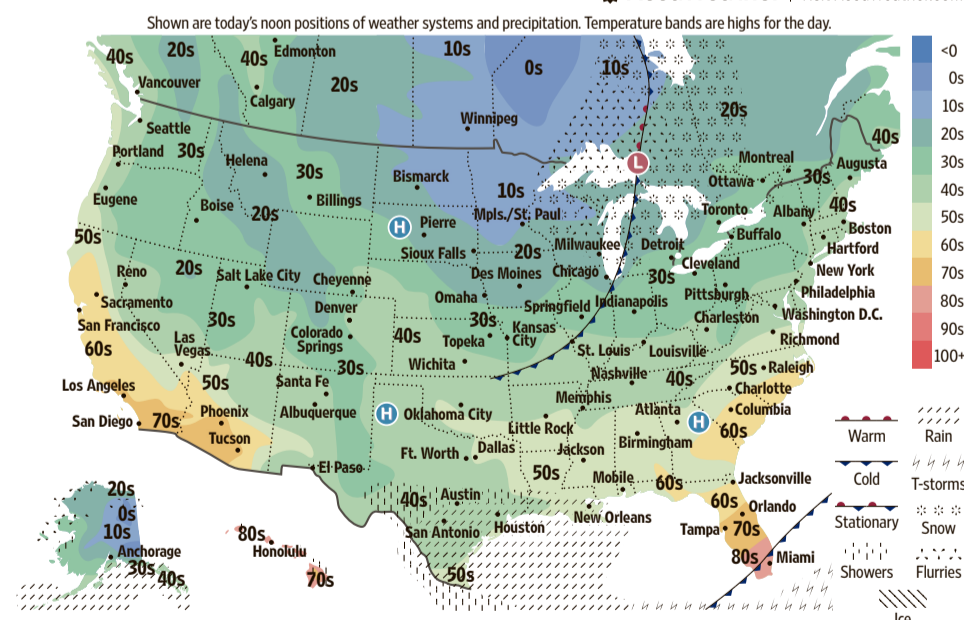 Shown are today's noon positions of weather systems and precipitation. Temperature bands are highs for the day.
<0
0s
10s
20s
30s
40s
50s
60s
70s
80s
90s
100+
40s
20s
40s
Edmonton
10s
0s
10s
20s
20s
Vancouver
Calgary
Winnipeg
Seattle
Portland
30s
Helena
30s
Billings
Bismarck
10s
Montreal
Ottawa
30s
Augusta
40s
40s
Eugene
Boise
20s
H
Pierre
Mpls./St. Paul
L
Toronto
Albany
Boston
Buffalo
Hartford
50s
Sioux Falls
20s
Milwaukee
Detroit
Reno
20s
Salt Lake City
Cheyenne
Des Moines
Chicago
30s
Cleveland
New York
Sacramento
Omaha
Springfield
Indianapolis
Pittsburgh
Philadelphia
San Francisco
30s
Denver
30s
Kansas
City
Charleston
Washington D.C.
Las
Vegas
Colorado
Springs
40s
Topeka
St. Louis
Louisville
Richmond
60s
40s
30s
Wichita
Nashville
40s
50s
Raleigh
Los Angeles
50s
Santa Fe
Charlotte
San Diego
70s
Phoenix
Albuquerque
H
Oklahoma City
Memphis
Atlanta
H
Columbia
Tucson
Little Rock
Birmingham
60s
El Paso
Ft. Worth
Dallas
Jackson
50s
Mobile
60s
Jacksonville
40s
Austin
San Antonio
Houston
New Orleans
60s
Orlando
Tampa
70s
50s
80s
Miami
20s
0s
10s
Anchorage
30s
40s
80s
Honolulu
70s
Warm
Rain
Cold
T-storms
Stationary
Snow
Showers
Flurries
Ice